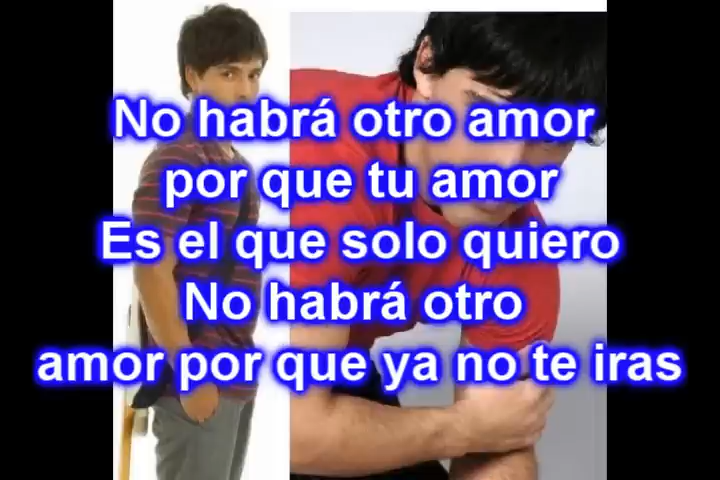 No habrá otro amor
por que tu amor
Es el que solo quiero
No habrá otro
amor por que ya no te iras